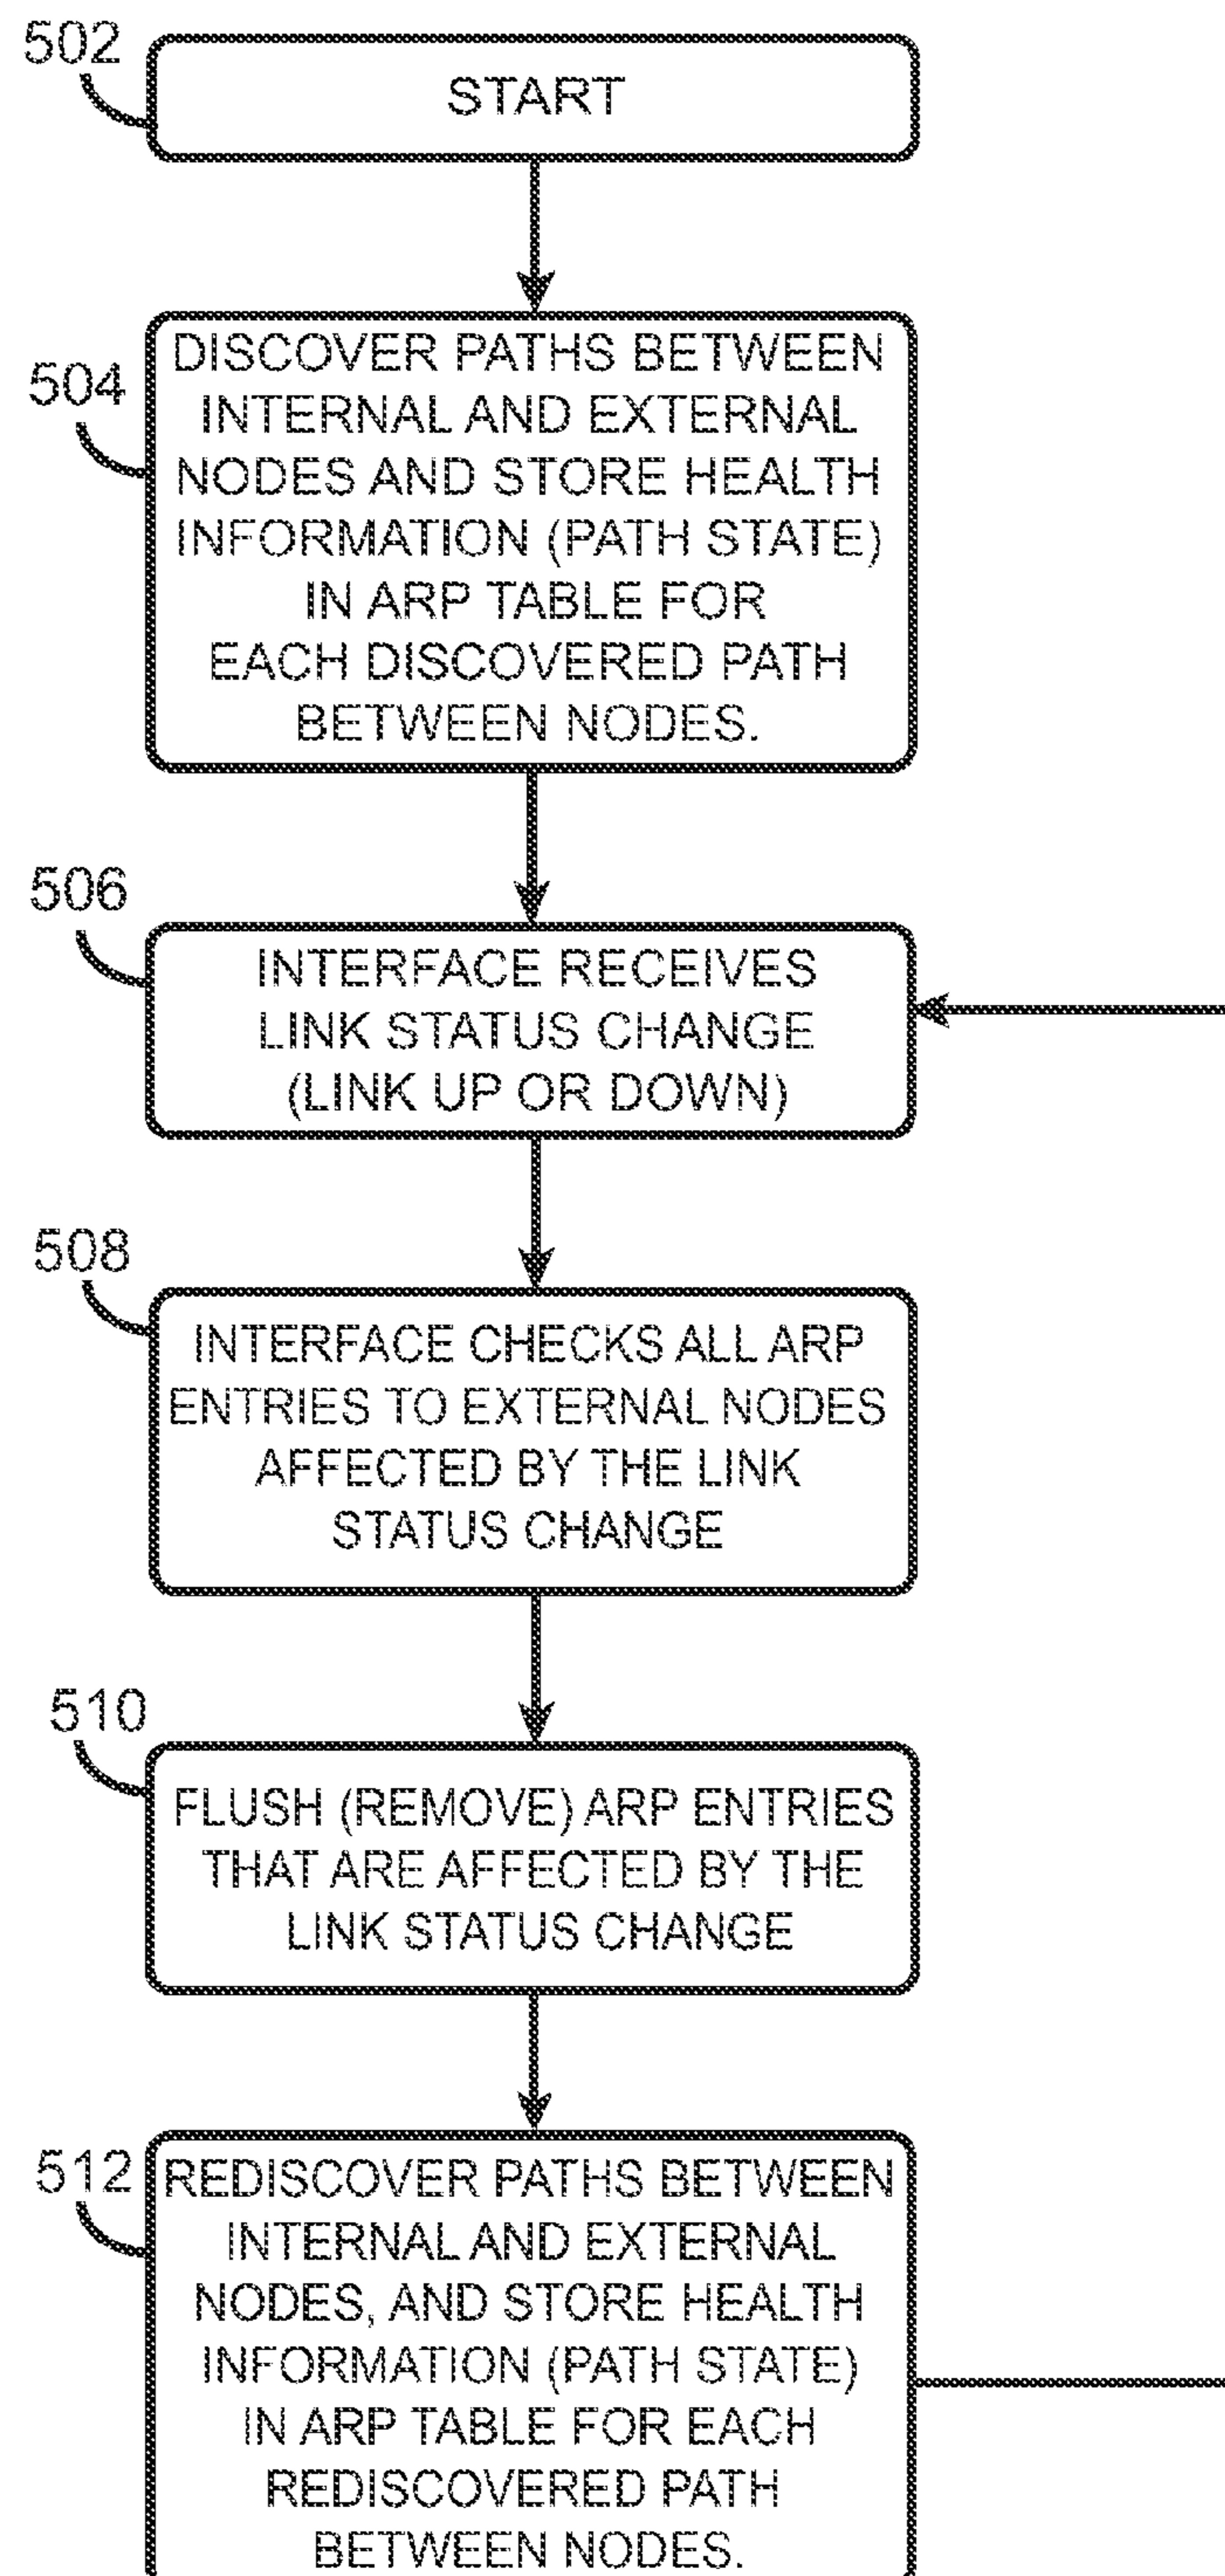 502
START
504
DISCOVER PATHS BETWEEN
INTERNAL AND EXTERNAL
NODES AND STORE HEALTH
INFORMATION (PATH STATE)
IN ARP TABLE FOR
EACH DISCOVERED PATH
BETWEEN NODES.
506
INTERFACE RECEIVES
LINK STATUS CHANGE
(LINK UP OR DOWN)
508
INTERFACE CHECKS ALL ARP
ENTRIES TO EXTERNAL NODES
AFFECTED BY THE LINK
STATUS CHANGE
510
FLUSH (REMOVE) ARP ENTRIES
THAT ARE AFFECTED BY THE
LINK STATUS CHANGE
512
REDISCOVER PATHS BETWEEN
INTERNAL AND EXTERNAL
NODES, AND STORE HEALTH
INFORMATION (PATH STATE)
IN ARP TABLE FOR EACH
REDISCOVERED PATH
BETWEEN NODES.